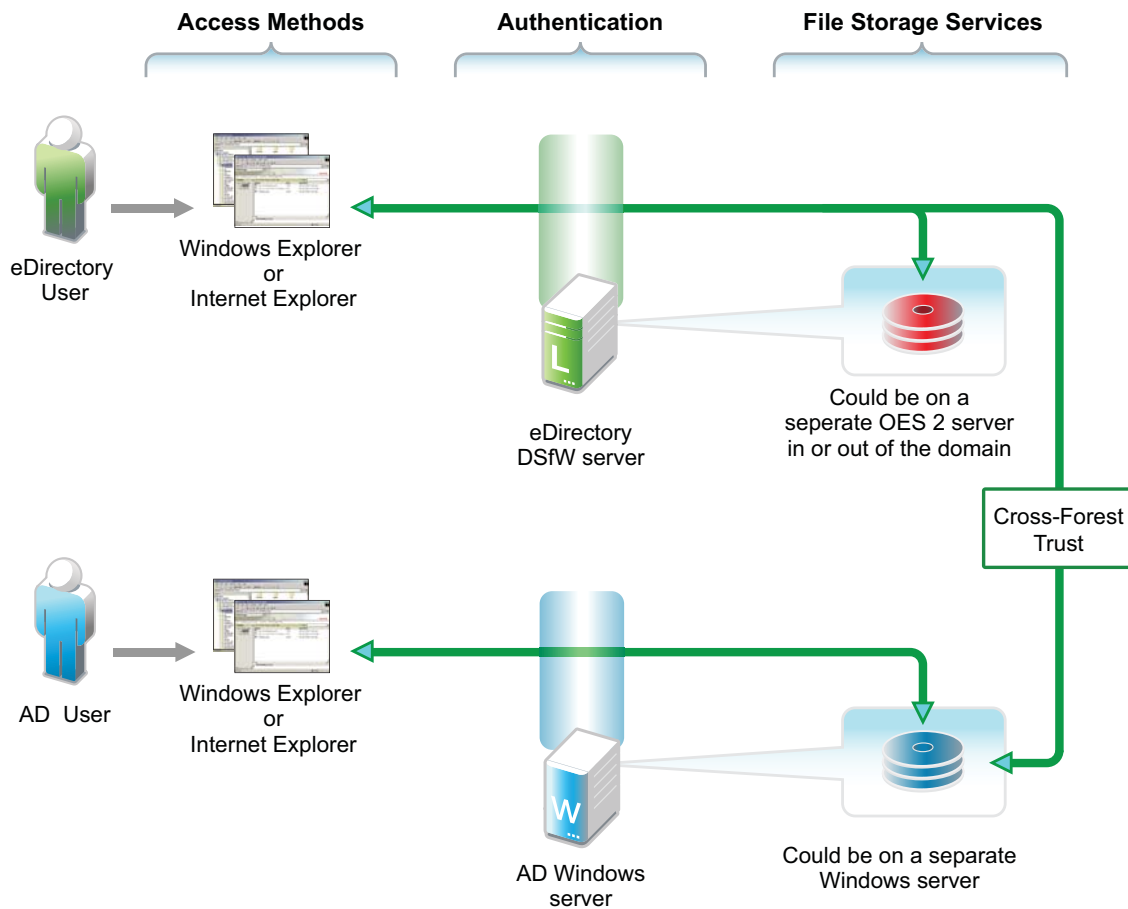 Access Methods
Authentication
File Storage Services
eDirectory
User
Windows Explorer
or
Internet Explorer
L
eDirectory
DSfW server
Could be on a
seperate OES 2 server
in or out of the domain
Cross-Forest
Trust
AD User
Windows Explorer
or
Internet Explorer
W
AD Windows
server
Could be on a separate
Windows server